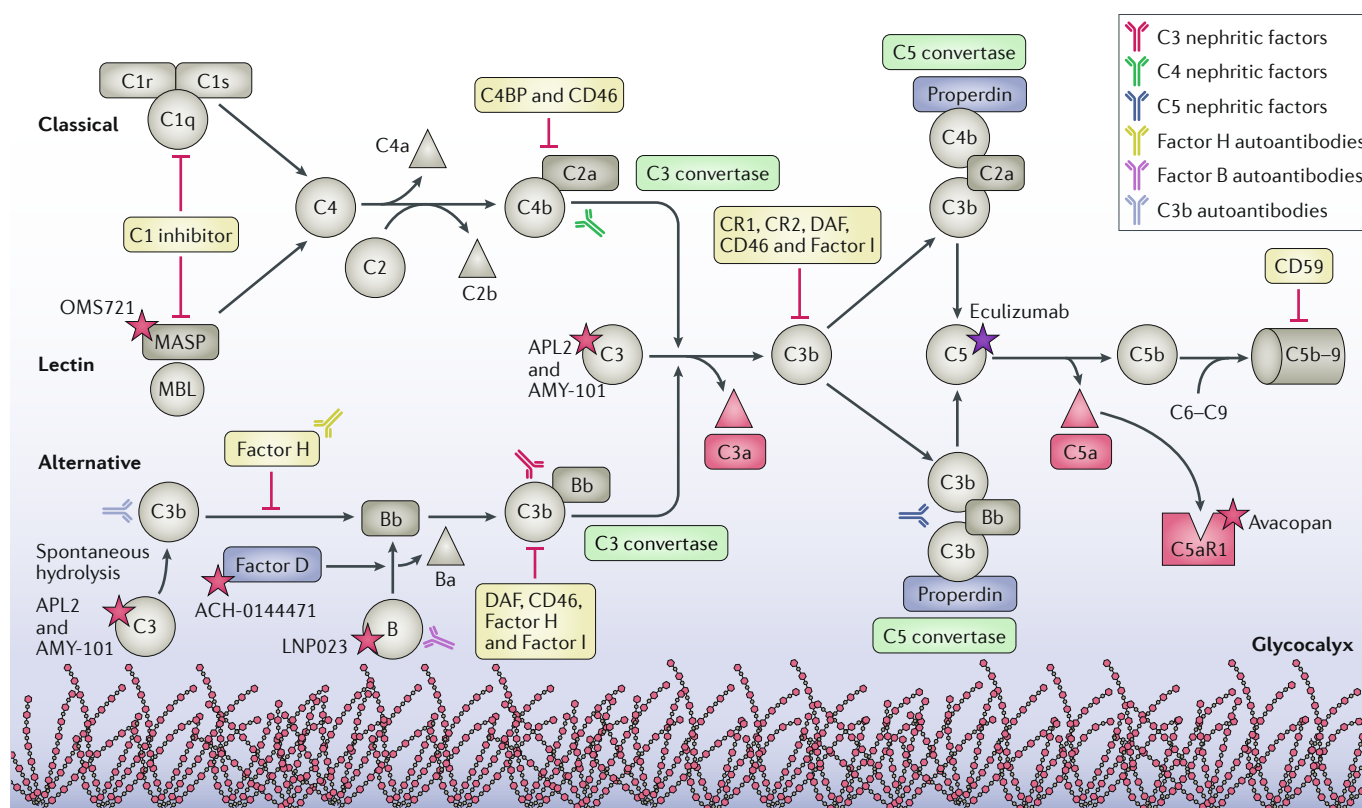 C3 nephritic factors
C4 nephritic factors
C5 nephritic factors
Factor H autoantibodies
Factor B autoantibodies
C3b autoantibodies
Classical
C1r
C1s
C1q
C1 inhibitor
OMS721
MASP
Lectin
MBL
C4
C4a
C2
C2b
C4BP and CD46
C2a
C4b
C3 convertase
APL2
and
AMY-101
C3
C3a
CR1, CR2, DAF,
CD46 and Factor I
C3b
C5 convertase
Properdin
C4b
C2a
C3b
Eculizumab
C5
C5a
C5b
C6–C9
CD59
C5b–9
C5aR1
Avacopan
Alternative
Factor H
C3b
Spontaneous
hydrolysis
APL2
and
AMY-101
C3
Factor D
ACH-0144471
Bb
Ba
B
LNP023
Bb
C3b
C3 convertase
DAF, CD46,
Factor H
and Factor I
C3b
Bb
C3b
Properdin
C5 convertase
Glycocalyx